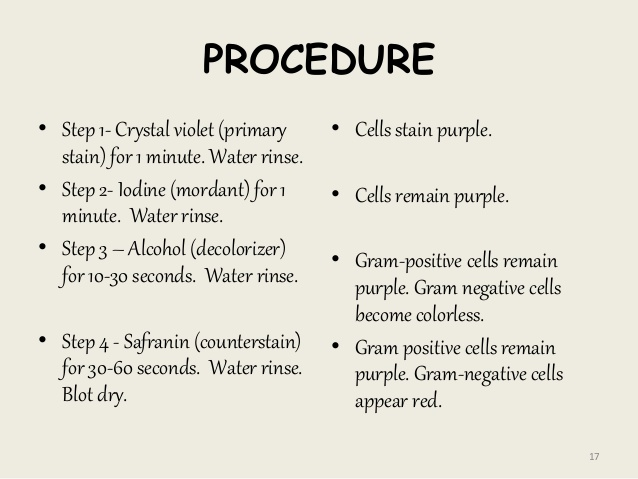 PROCEDURE
• Step 1- Crystal violet (primary
stain) for 1 minute. Water rinse.
• Step 2- Iodine (mordant) for 1
minute.  Water rinse.
• Step 3 – Alcohol (decolorizer)
for 10-30 seconds.  Water rinse.
• Step 4 - Safranin (counterstain)
for 30-60 seconds.  Water rinse.
Blot dry.
• Cells stain purple.
• Cells remain purple.
• Gram-positive cells remain
purple. Gram negative cells
become colorless.
• Gram positive cells remain
purple. Gram-negative cells
appear red.
17